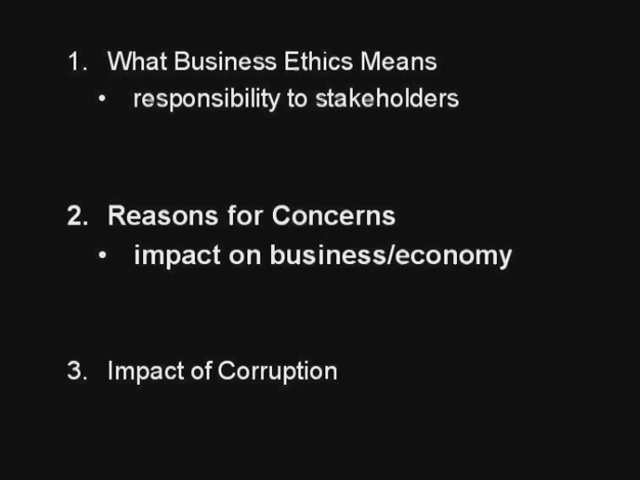 1. What Business Ethics Means
• responsibility to stakeholders
2. Reasons for Concerns
• impact on business/economy
3. Impact of Corruption